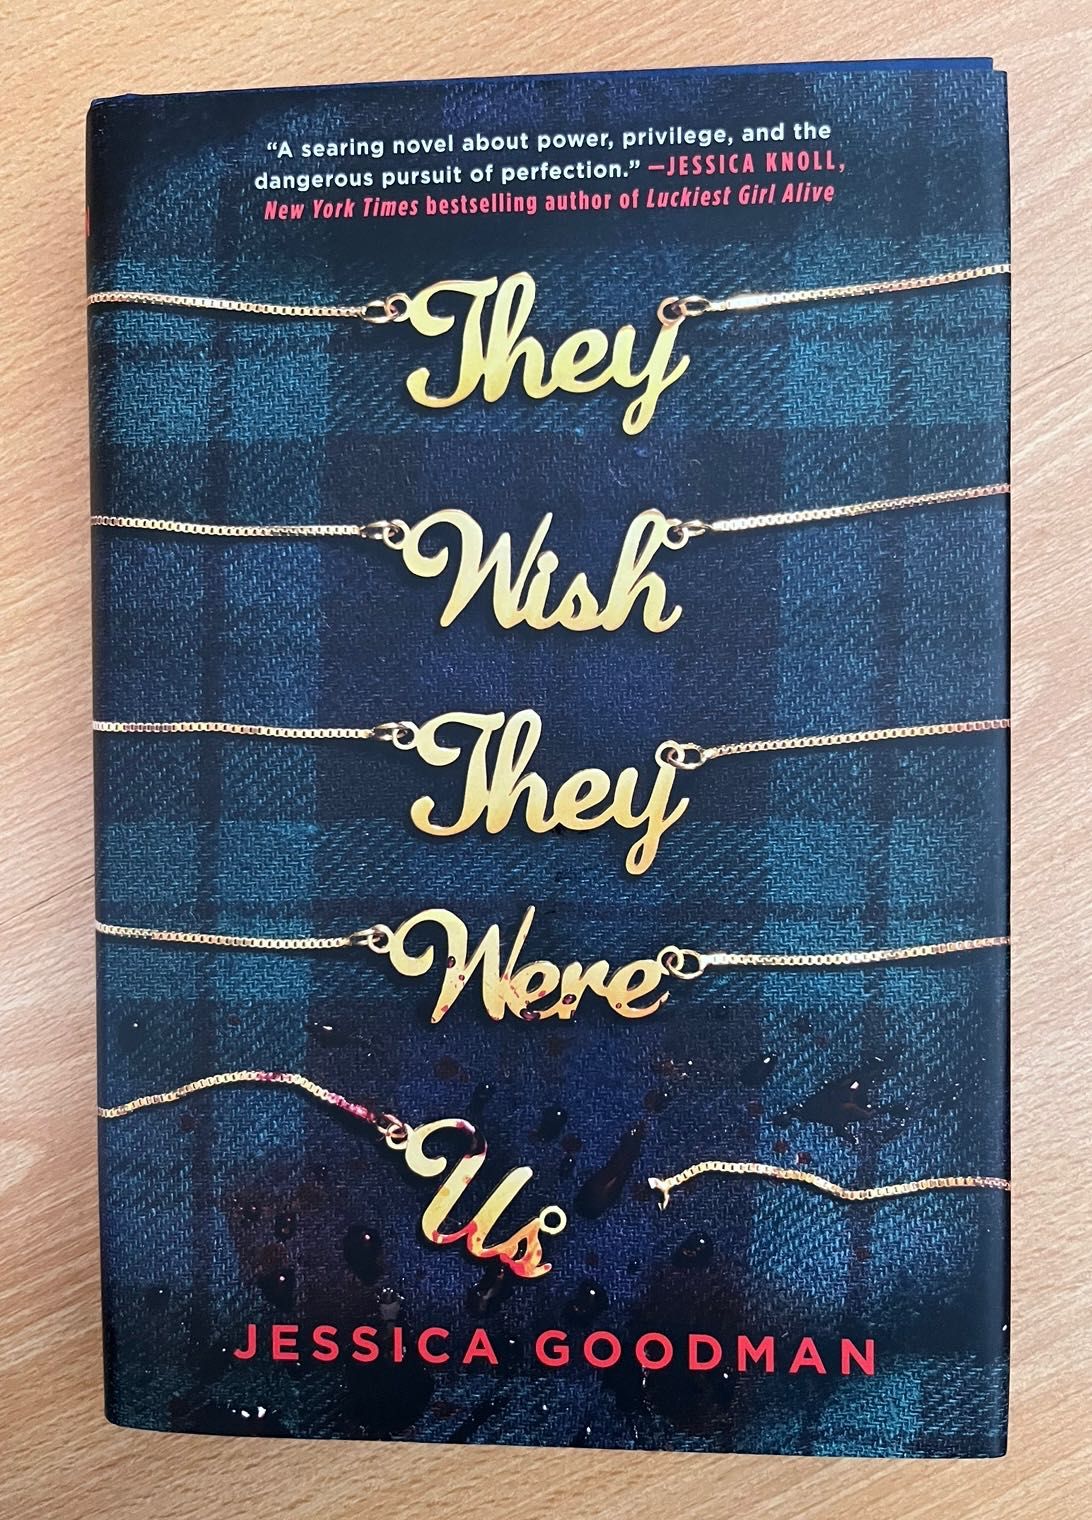 “A searing novel about power, privilege, and the
dangerous pursuit of perfection.” —JESSICA KNOLL,
New York Times bestselling author of Luckiest Girl Alive
They
Wish
They
Were
Us
JESSICA GOODMAN